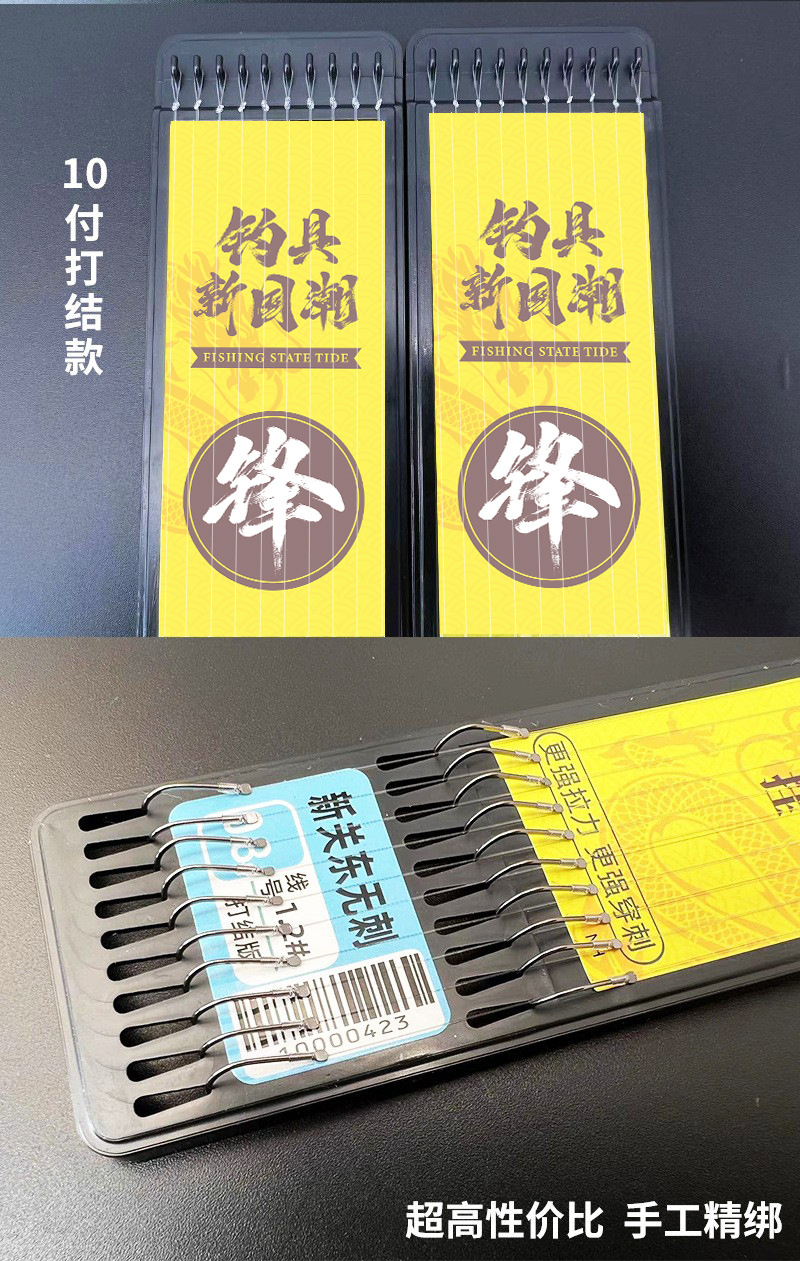 10
付
打
结
款
钓具
新国潮
FISHING STATE TIDE
锋
钓具
新国潮
FISHING STATE TIDE
锋
更强拉力 更强穿刺
新关东无刺
线号
1.2#
打结版
10000423
超高性价比 手工精绑